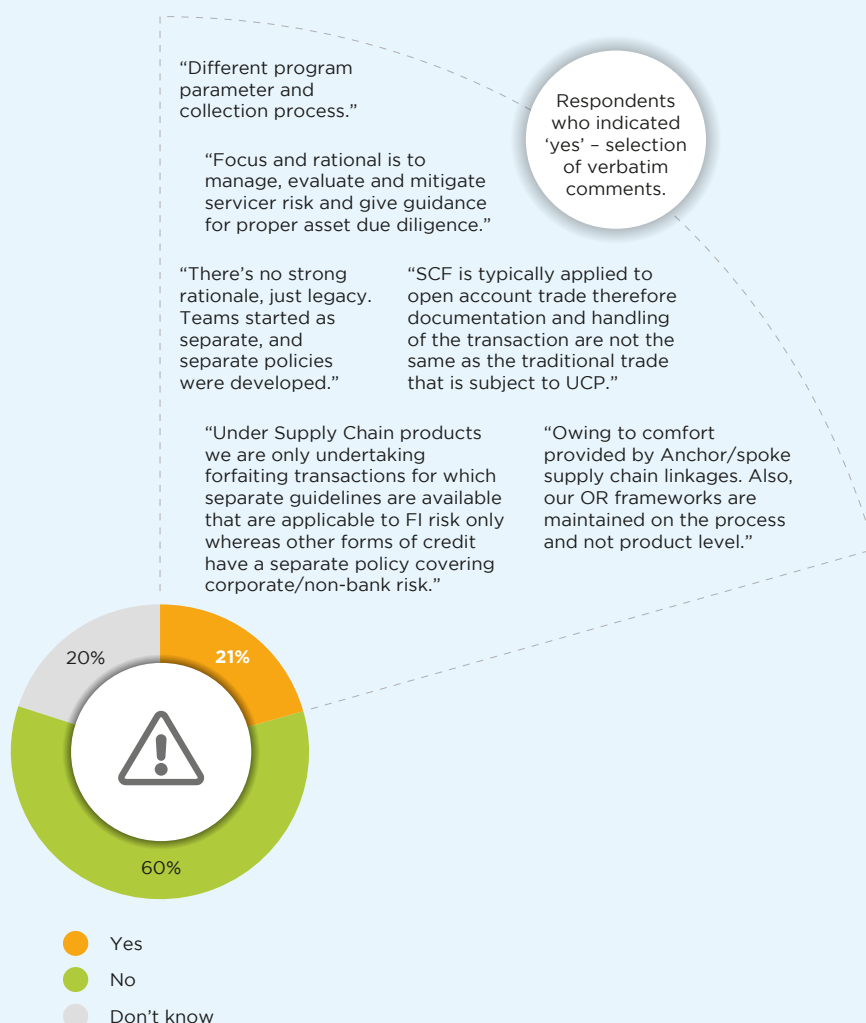 “Different program
parameter and
collection process.”
Respondents
who indicated
‘yes’ – selection
of verbatim
comments.
“Focus and rational is to
manage, evaluate and mitigate
servicer risk and give guidance
for proper asset due diligence.”
“There’s no strong
rationale, just legacy.
Teams started as
separate, and
separate policies
were developed.”
“SCF is typically applied to
open account trade therefore
documentation and handling
of the transaction are not the
same as the traditional trade
that is subject to UCP.”
“Under Supply Chain products
we are only undertaking
forfaiting transactions for which
separate guidelines are available
that are applicable to FI risk only
whereas other forms of credit
have a separate policy covering
corporate/non-bank risk.”
“Owing to comfort
provided by Anchor/spoke
supply chain linkages. Also,
our OR frameworks are
maintained on the process
and not product level.”
20%
21%
60%
Yes
No
Don’t know